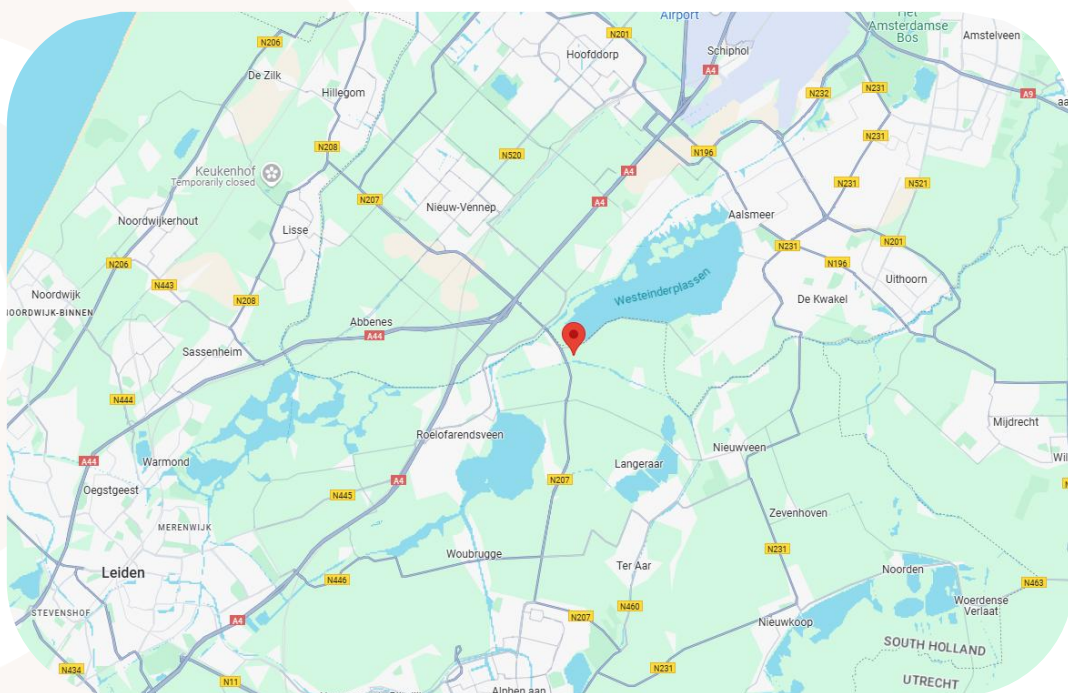 Airport
Het
Amsterdamse
Bos
N201
Amstelveen
N206
Hoofddorp
Schiphol
De Zilk
A4
N231
N232
A9
Hillegom
N231
N208
N520
N196
Keukenhof
Temporarily closed
A4
N231
N521
N207
A4
Nieuw-Vennep
Aalsmeer
Noordwijkerhout
Lisse
N231
N201
N206
N196
Westeinderplassen
Uithoorn
N443
Noordwijk
N208
De Kwakel
NOORDWIJK-BINNEN
Abbenes
A44
Sassenheim
N444
Mijdrecht
Roelofarendsveen
Nieuwveen
A44
Warmond
Langeraar
A4
N207
Oegstgeest
N445
Zevenhoven
MERENWIJK
N231
Woubrugge
Ter Aar
Noorden
Leiden
N446
N463
Woerdense
Verlaat
STEVENSHOF
N460
N207
A4
Nieuwkoop
SOUTH HOLLAND
N434
N231
N11
UTRECHT
Alphen aan